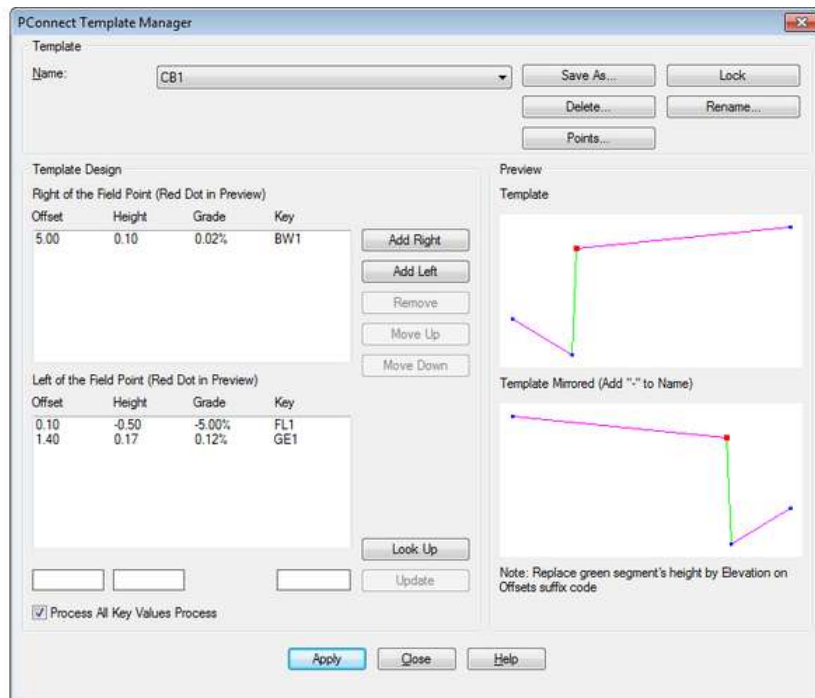 PConnect Template Manager
Template
Name:
CB1
Save As...
Lock
Delete...
Rename...
Points...
Template Design
Right of the Field Point (Red Dot in Preview)
Offset Height Grade Key
5.00 0.10 0.02% BW1
Add Right
Add Left
Remove
Move Up
Move Down
Left of the Field Point (Red Dot in Preview)
Offset Height Grade Key
0.10 -0.50 -5.00% FL1
1.40 0.17 0.12% GE1
Look Up
Update
Process All Key Values Process
Preview
Template
Template Mirrored (Add "-" to Name)
Note: Replace green segment's height by Elevation on
Offsets suffix code
Apply
Close
Help